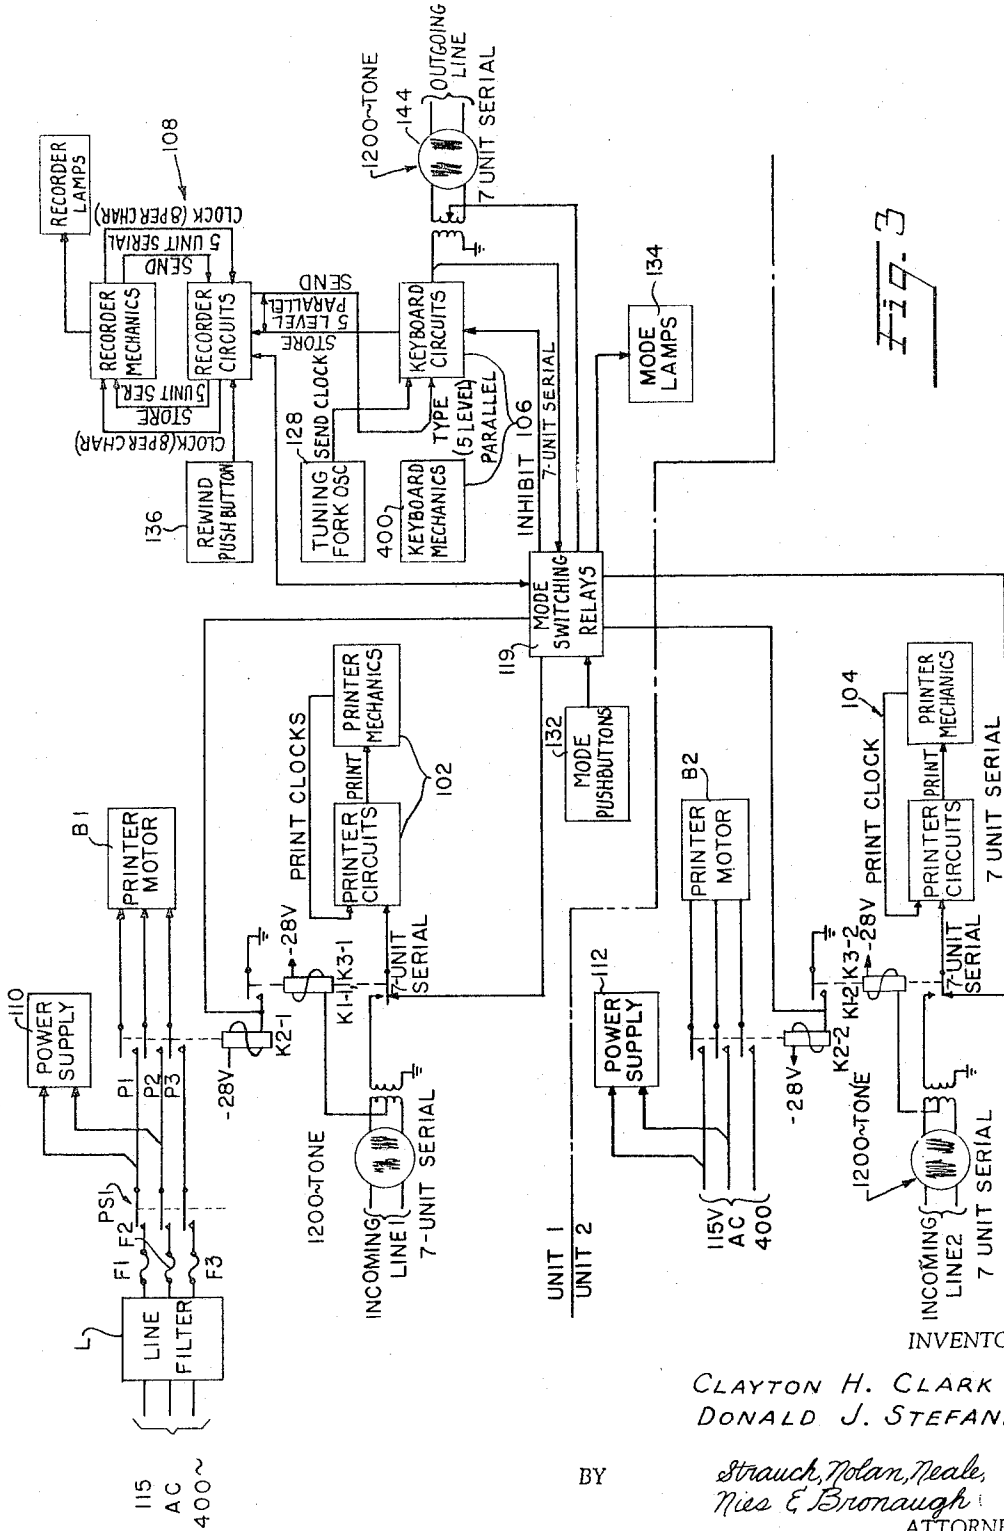 115
AC
400~
L
LINE
FILTER
F1
F2
F3
PS1
110
POWER
SUPPLY
P1
P2
P3
B1
PRINTER
MOTOR
-28V
K2-1
-28V
K1-1
K3-1
1200~TONE
INCOMING
LINE 1
7-UNIT SERIAL
7-UNIT
SERIAL
PRINT CLOCKS
PRINTER
CIRCUITS
PRINT
PRINTER
MECHANICS
102
136
REWIND
PUSHBUTTON
CLOCK (8 PER CHAR)
STORE
5 UNIT SER.
RECORDER
MECHANICS
RECORDER
LAMPS
RECORDER
CIRCUITS
SEND
5 UNIT SERIAL
CLOCK (8 PER CHAR)
108
128
TUNING
FORK OSC
SEND CLOCK
STORE
5 LEVEL
PARALLEL
SEND
400
KEYBOARD
MECHANICS
TYPE
(5 LEVEL)
PARALLEL
KEYBOARD
CIRCUITS
106
INHIBIT
7-UNIT SERIAL
1200~TONE
144
OUTGOING
LINE
7 UNIT SERIAL
119
MODE
SWITCHING
RELAYS
132
MODE
PUSHBUTTONS
MODE
LAMPS
134
UNIT 1
UNIT 2
112
POWER
SUPPLY
115V
AC
400
B2
PRINTER
MOTOR
-28V
K2-2
K1-2
K3-2
-28V
1200~TONE
INCOMING
LINE2
7 UNIT SERIAL
7-UNIT
SERIAL
PRINT CLOCK
104
PRINTER
CIRCUITS
PRINT
PRINTER
MECHANICS
7 UNIT SERIAL
Fig. 3
INVENTO
CLAYTON H. CLARK
DONALD J. STEFAN
BY
Strauch, Nolan, Neale,
Nies & Bronaugh
ATTORNE